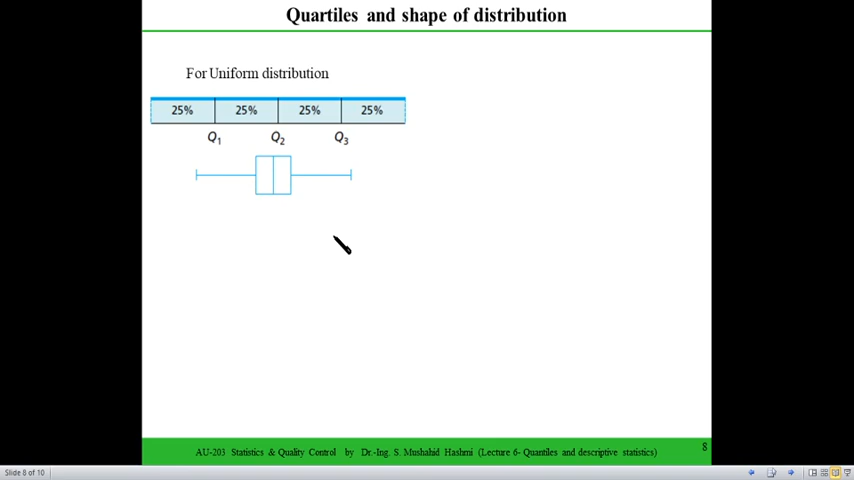 Quartiles and shape of distribution
For Uniform distribution
25% 25% 25% 25%
Q1 Q2 Q3
AU-203 Statistics & Quality Control by Dr.-Ing. S. Mushahid Hashmi (Lecture 6- Quantiles and descriptive statistics)
8
Slide 8 of 10